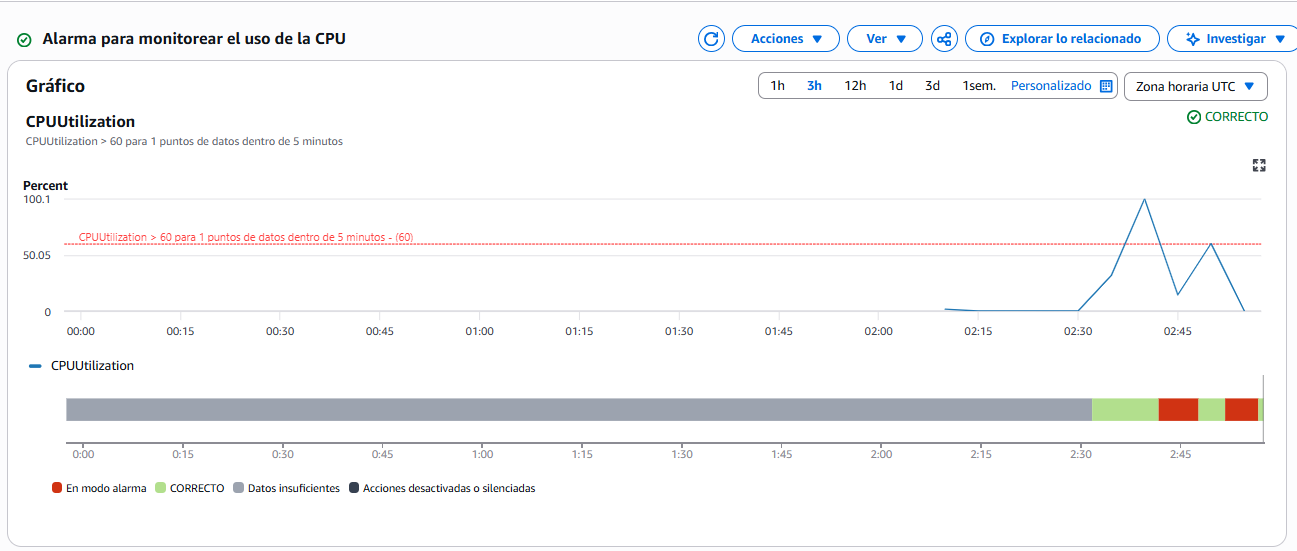 Alarma para monitorear el uso de la CPU
Acciones
Ver
Explorar lo relacionado
Investigar
Gráfico
1h 3h 12h 1d 3d 1sem. Personalizado
Zona horaria UTC
CPUUtilization
CORRECTO
CPUUtilization > 60 para 1 puntos de datos dentro de 5 minutos
Percent
100.1
CPUUtilization > 60 para 1 puntos de datos dentro de 5 minutos - (60)
50.05
0
00:00 00:15 00:30 00:45 01:00 01:15 01:30 01:45 02:00 02:15 02:30 02:45
CPUUtilization
0:00 0:15 0:30 0:45 1:00 1:15 1:30 1:45 2:00 2:15 2:30 2:45
En modo alarma CORRECTO Datos insuficientes Acciones desactivadas o silenciadas